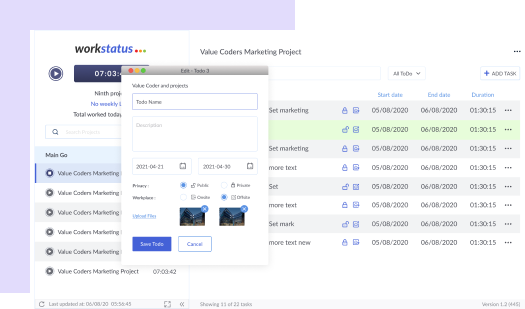 workstatus
Value Coders Marketing Project
07:03:
Edit - Todo 3
All ToDo
+ ADD TASK
Ninth proj
No weekly
Total worked today
Value Coder and projects
Todo Name
Description
Search Projects
Start date End date Duration
Set marketing 05/08/2020 06/08/2020 01:30:15
05/08/2020 06/08/2020 01:30:15
Main Go
Set marketing 05/08/2020 06/08/2020 01:30:15
2021-04-21 2021-04-30
Value Coders Marketing
more text 05/08/2020 06/08/2020 01:30:15
Privacy : Public Private
Value Coders Marketing
Set 05/08/2020 06/08/2020 01:30:15
Workplace : Onsite Offsite
Value Coders Marketing
more text 05/08/2020 06/08/2020 01:30:15
Upload Files
Value Coders Marketing
Set mark 05/08/2020 06/08/2020 01:30:15
Save Todo Cancel
Value Coders Marketing
more text new 05/08/2020 06/08/2020 01:30:15
Value Coders Marketing Project 07:03:42
Last updated at: 06/08/20 05:56:45
Showing 11 of 22 tasks
Version 1.2 (445)